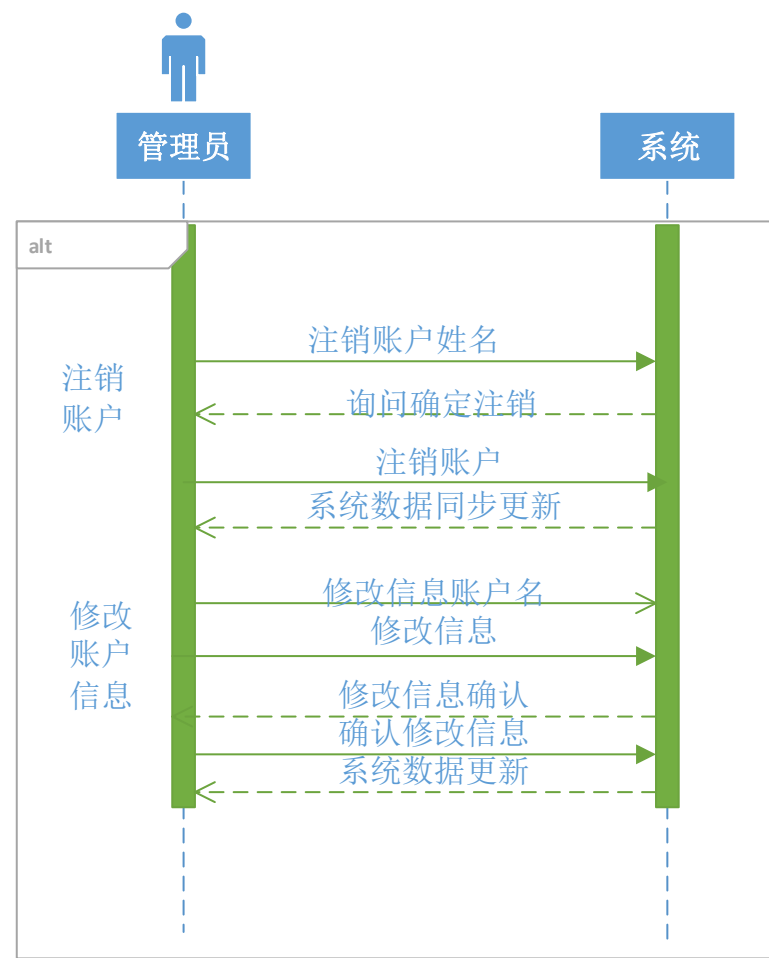 管理员
系统
alt
注销账户姓名
注销
账户
询问确定注销
注销账户
系统数据同步更新
修改信息账户名
修改
账户
信息
修改信息
修改信息确认
确认修改信息
系统数据更新